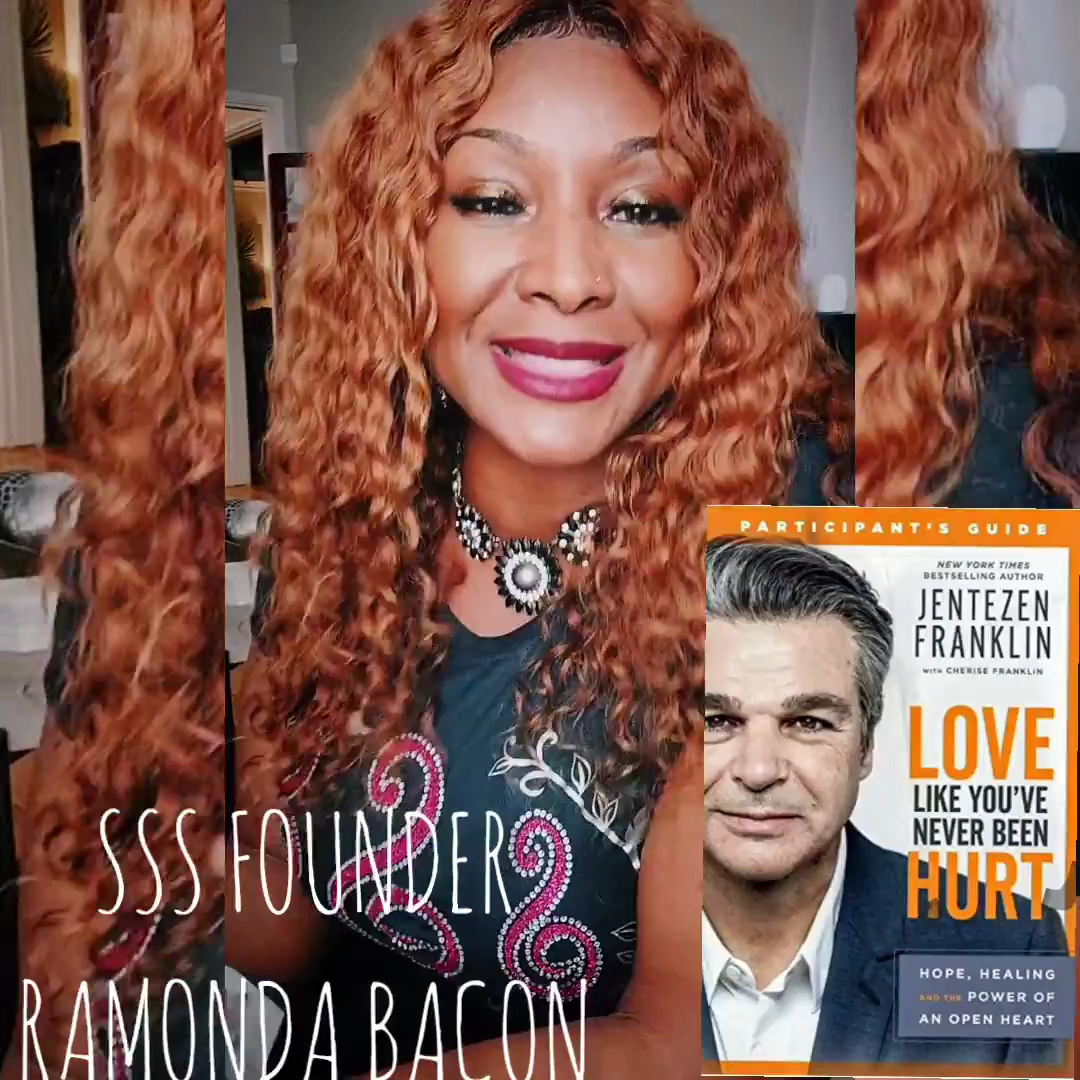 SSS FOUNDER
RAMONDA BACON
PARTICIPANT'S GUIDE
NEW YORK TIMES
BESTSELLING AUTHOR
JENTEZEN
FRANKLIN
WITH CHERISE FRANKLIN
LOVE
LIKE YOU'VE
NEVER BEEN
HURT
HOPE, HEALING
AND THE POWER OF
AN OPEN HEART